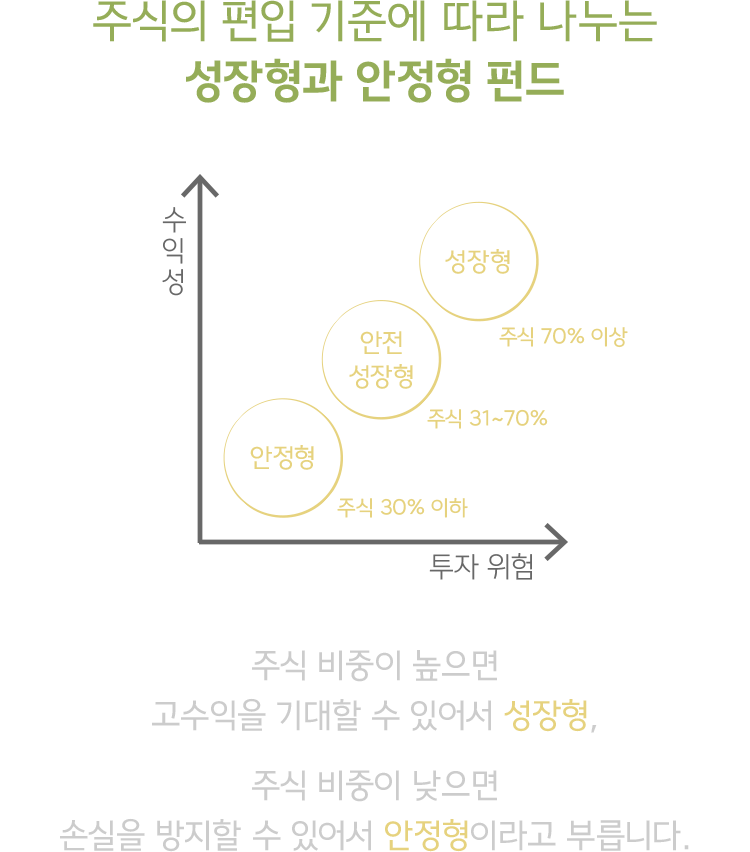 주식의 편입 기준에 따라 나누는
성장형과 안정형 펀드
수익성
성장형
주식 70% 이상
안전
성장형
주식 31~70%
안정형
주식 30% 이하
투자 위험
주식 비중이 높으면
고수익을 기대할 수 있어서 성장형,
주식 비중이 낮으면
손실을 방지할 수 있어서 안정형이라고 부릅니다.